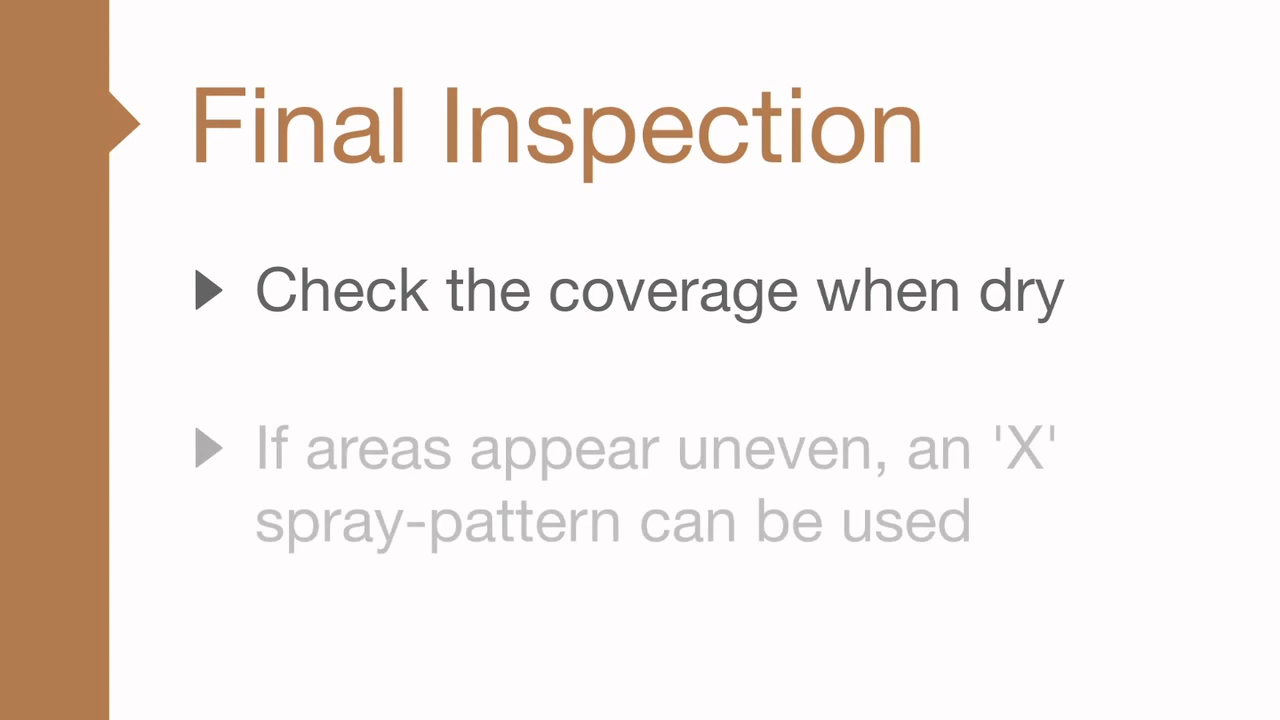 Final Inspection
Check the coverage when dry
If areas appear uneven, an 'X'
spray-pattern can be used